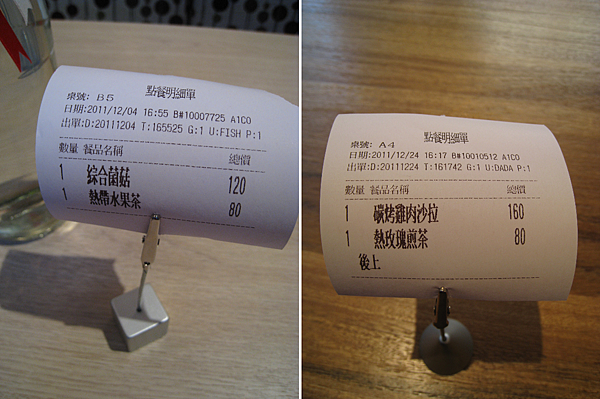 點餐明細單
桌號: B5
日期:2011/12/04 16:55 B#10007725 A1C0
出單:D:20111204 T:165525 G:1 U:FISH P:1
數量 餐品名稱 總價
1 綜合菌菇 120
1 熱帶水果茶 80
點餐明細單
桌號: A4
日期:2011/12/24 16:17 B#10010512 A1C0
出單:D:20111224 T:161742 G:1 U:DADA P:1
數量 餐品名稱 總價
1 碳烤雞肉沙拉 160
1 熱玫瑰煎茶 80
後上